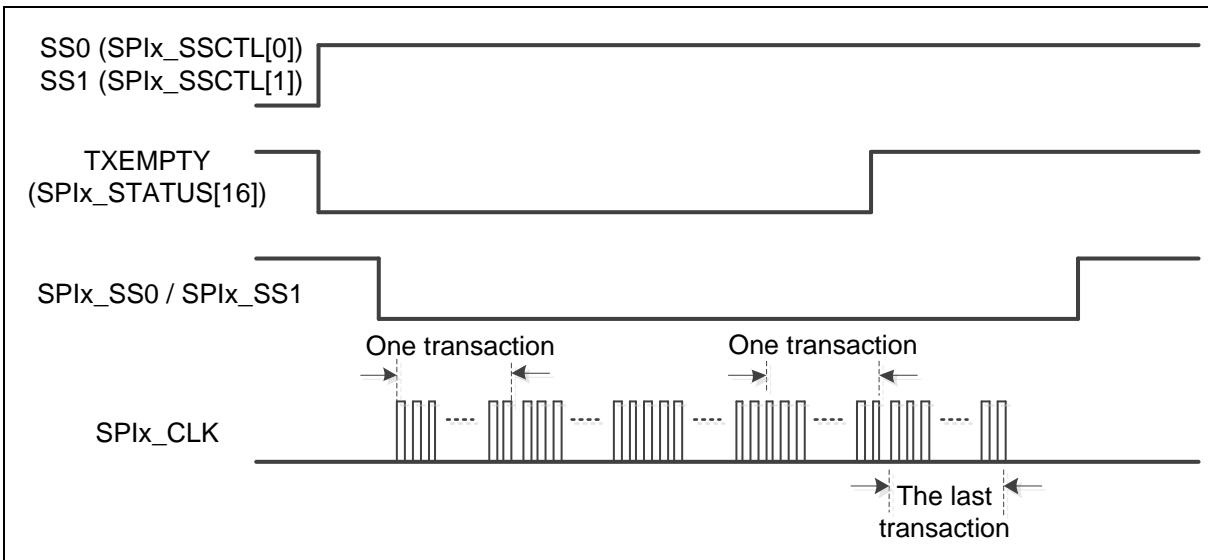 SS0 (SPIx_SSCTL[0])
SS1 (SPIx_SSCTL[1])
TXEMPTY
(SPIx_STATUS[16])
SPIx_SS0 / SPIx_SS1
One transaction
One transaction
SPIx_CLK
The last
transaction